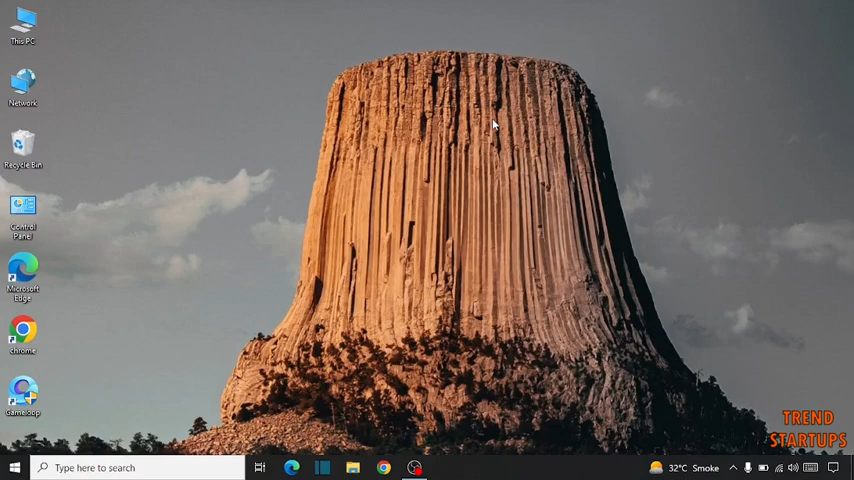 This PC
Network
Recycle Bin
Control
Panel
Microsoft
Edge
chrome
Gameloop
TREND
STARTUPS
Type here to search
32°C Smoke